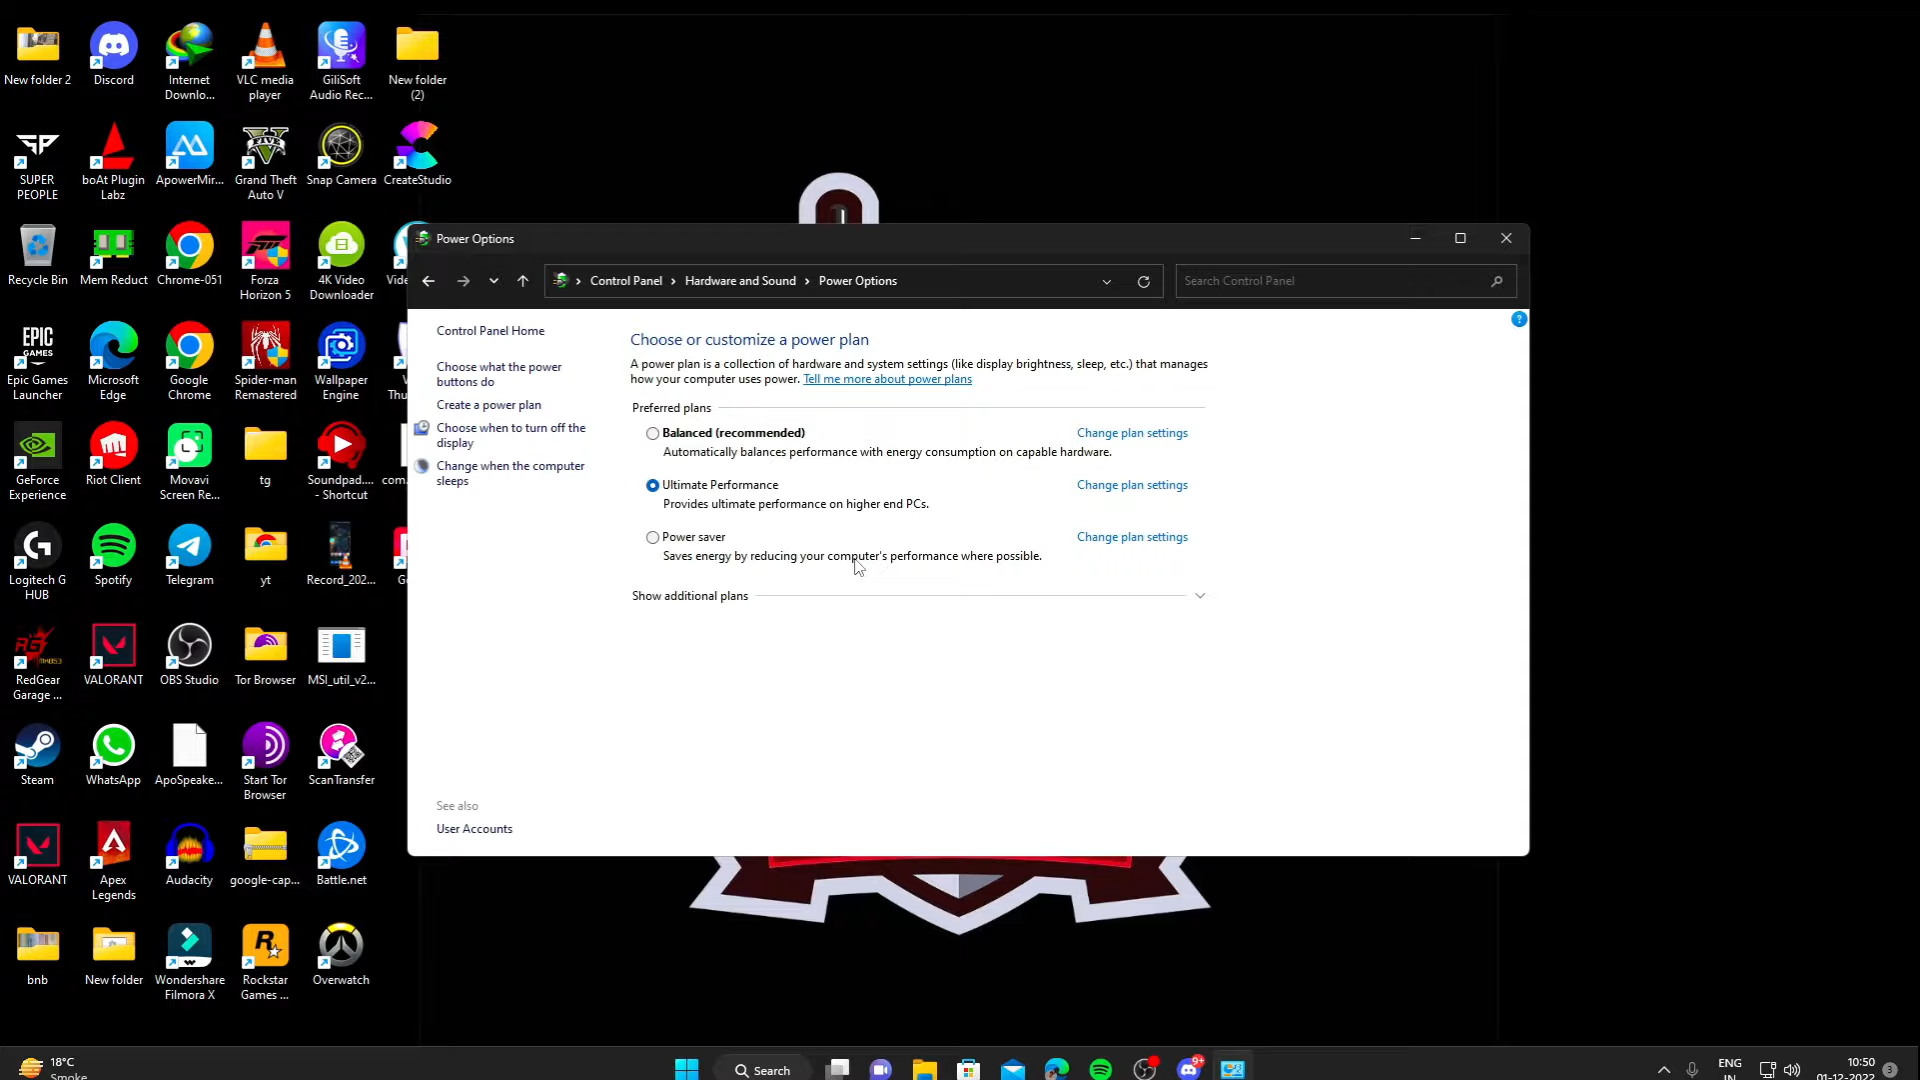 New folder 2
Discord
Internet
Downlo...
VLC media
player
GiliSoft
Audio Rec...
New folder
(2)
SUPER
PEOPLE
boAt Plugin
Labz
ApowerMir...
Grand Theft
Auto V
Snap Camera
CreateStudio
Recycle Bin
Mem Reduct
Chrome-051
Forza
Horizon 5
4K Video
Downloader
Vide
EPIC
GAMES
Epic Games
Launcher
Microsoft
Edge
Google
Chrome
Spider-man
Remastered
Wallpaper
Engine
V
Thu
GeForce
Experience
Riot Client
Movavi
Screen Re...
tg
Soundpad....
- Shortcut
com.
Logitech G
HUB
Spotify
Telegram
yt
Record_202...
G
RedGear
Garage ...
VALORANT
OBS Studio
Tor Browser
MSI_util_v2...
Steam
WhatsApp
ApoSpeake...
Start Tor
Browser
ScanTransfer
VALORANT
Apex
Legends
Audacity
google-cap...
Battle.net
bnb
New folder
Wondershare
Filmora X
Rockstar
Games ...
Overwatch
Power Options
Control Panel > Hardware and Sound > Power Options
Search Control Panel
Control Panel Home
Choose what the power
buttons do
Create a power plan
Choose when to turn off the
display
Change when the computer
sleeps
See also
User Accounts
Choose or customize a power plan
A power plan is a collection of hardware and system settings (like display brightness, sleep, etc.) that manages
how your computer uses power. Tell me more about power plans
Preferred plans
Balanced (recommended) Change plan settings
Automatically balances performance with energy consumption on capable hardware.
Ultimate Performance Change plan settings
Provides ultimate performance on higher end PCs.
Power saver Change plan settings
Saves energy by reducing your computer's performance where possible.
Show additional plans
18°C
Smoke
Search
9+
ENG
IN
10:50
01-12-2022
3